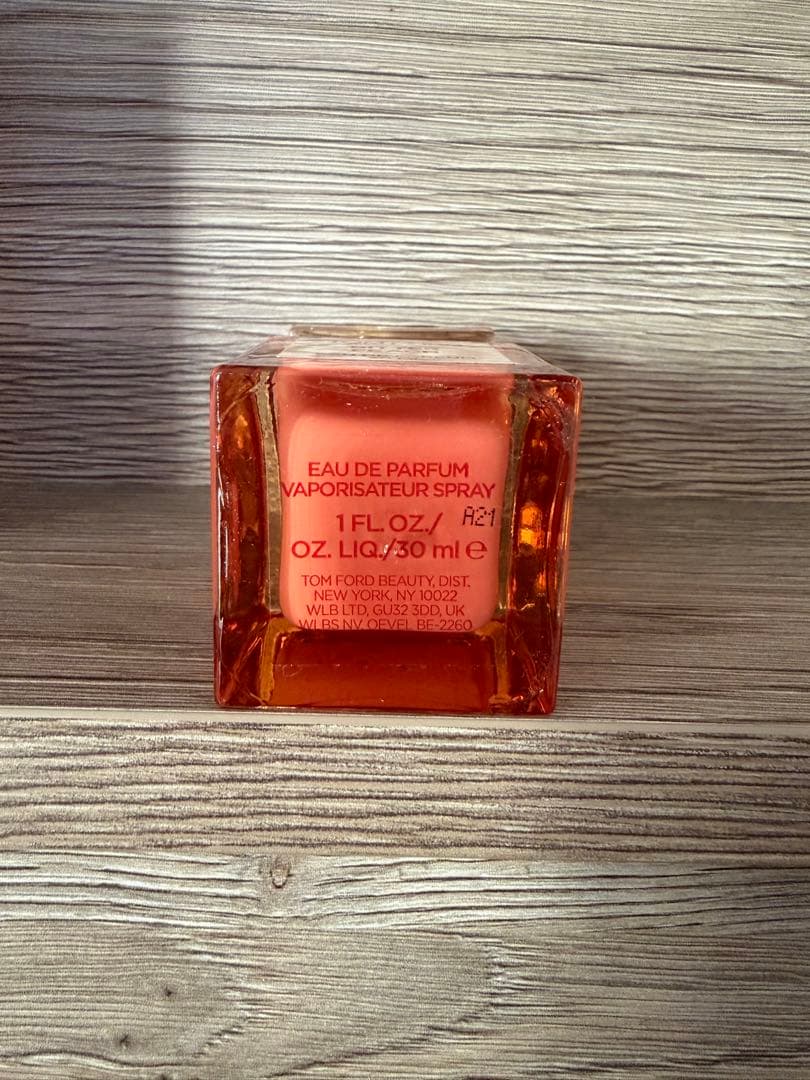 EAU DE PARFUM
VAPORISATEUR SPRAY
1 FL. OZ./
A21
OZ. LIQ./30 ml ℮
TOM FORD BEAUTY, DIST.
NEW YORK, NY 10022
WLB LTD, GU32 3DD, UK
WLBS NV, OEVEL BE-2260